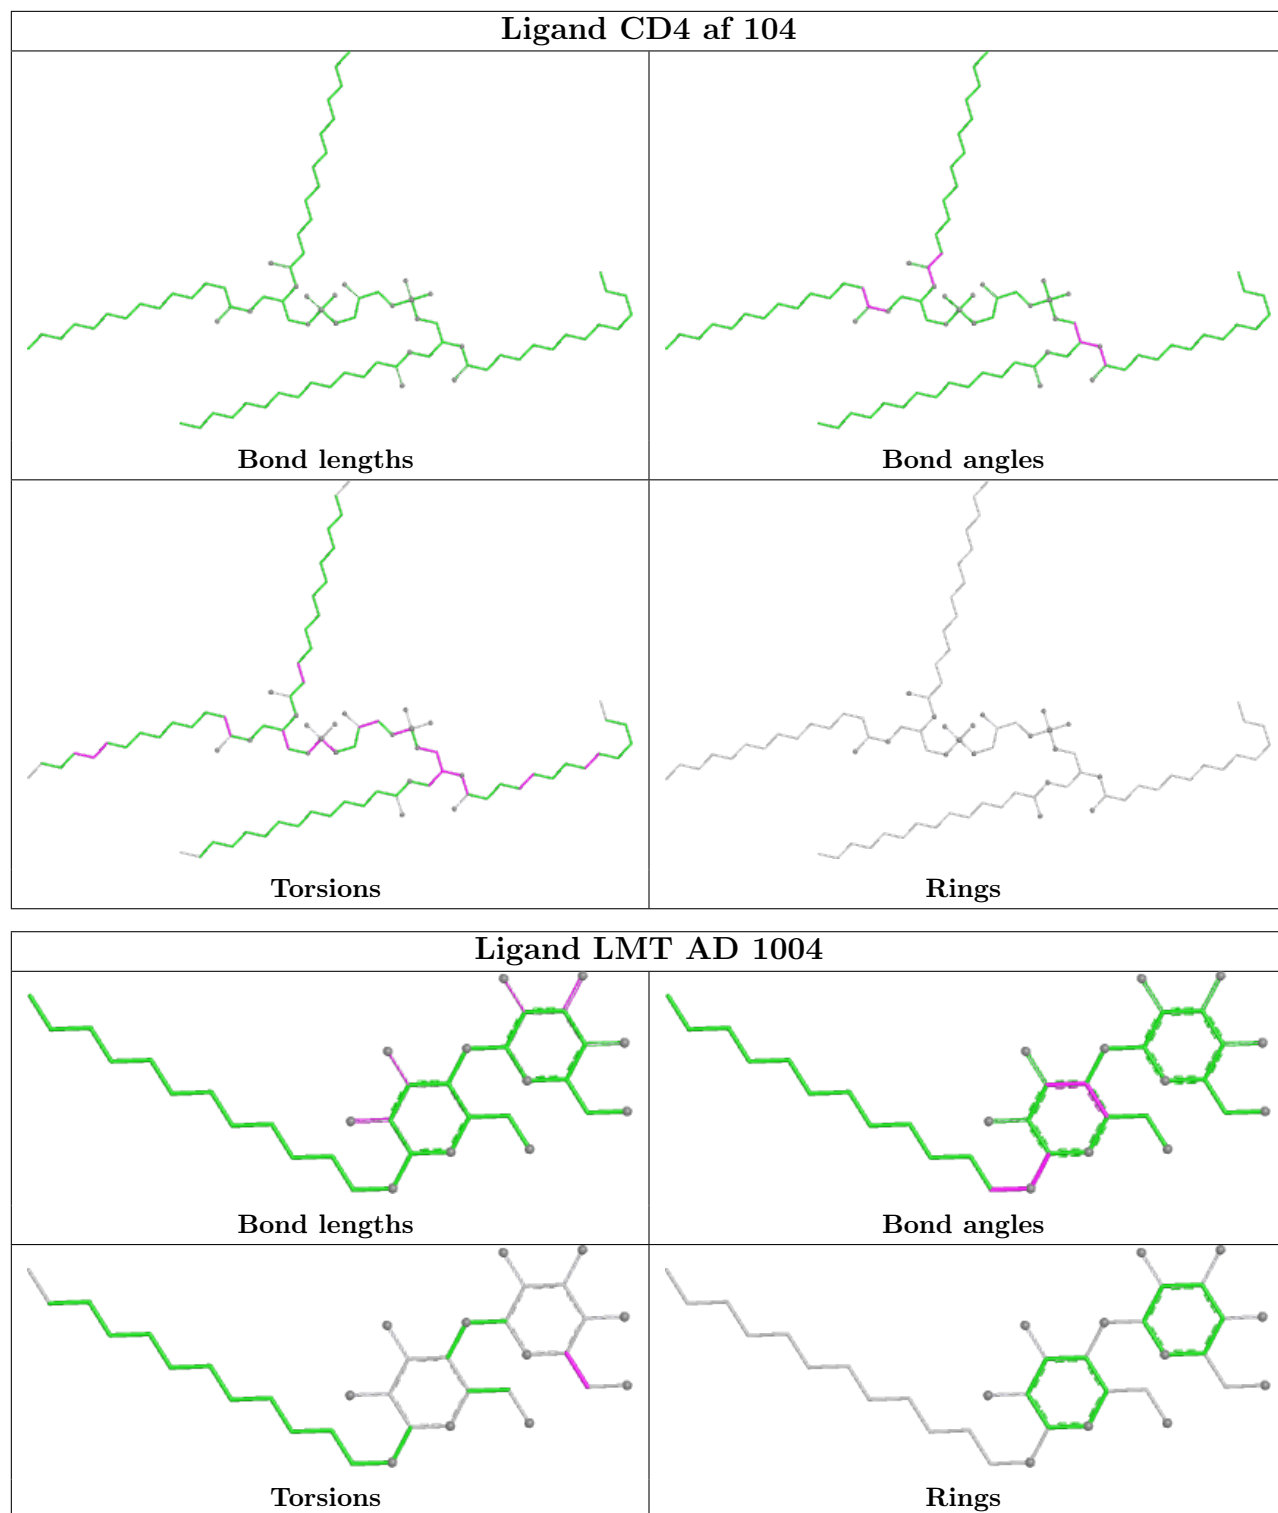 Ligand CD4 af 104
Bond lengths
Bond angles
Torsions
Rings
Ligand LMT AD 1004
Bond lengths
Bond angles
Torsions
Rings